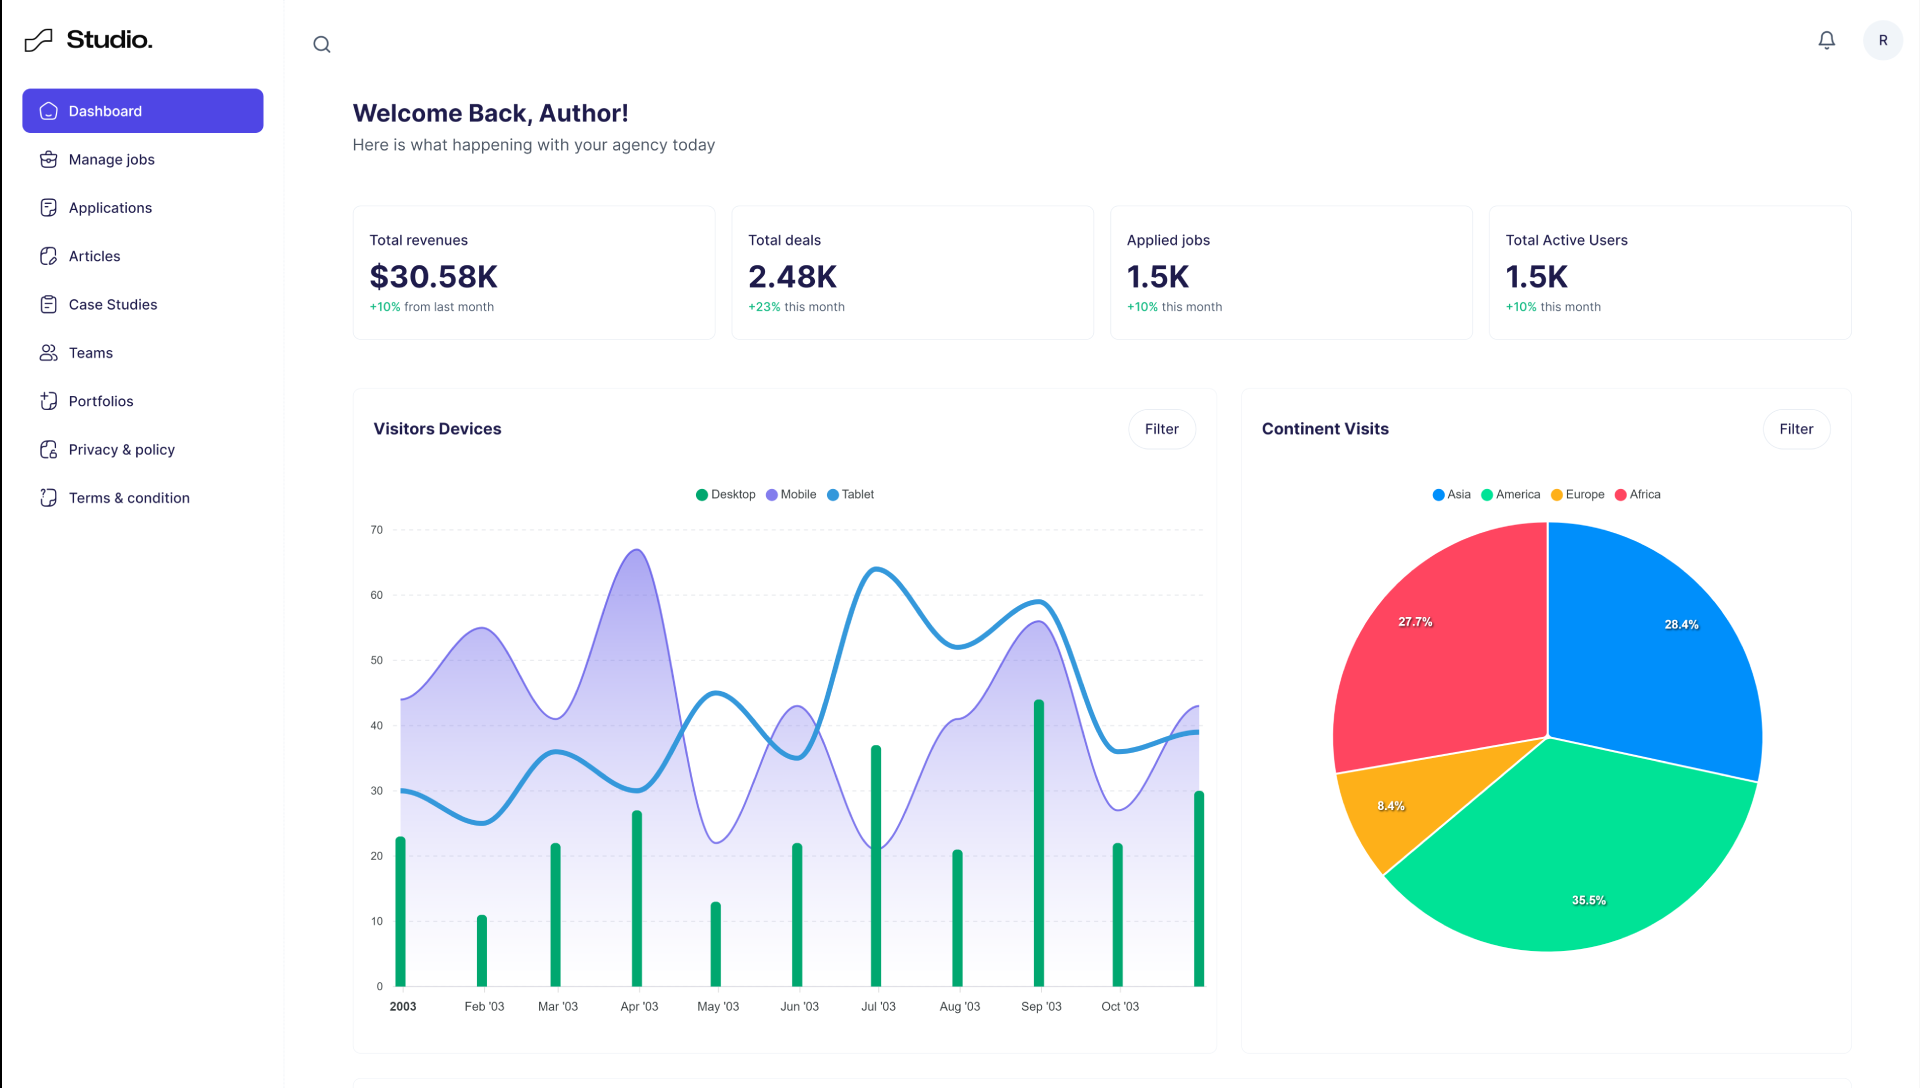 Studio.
R
Dashboard
Manage jobs
Applications
Articles
Case Studies
Teams
Portfolios
Privacy & policy
Terms & condition
Welcome Back, Author!
Here is what happening with your agency today
Total revenues
$30.58K
+10% from last month
Total deals
2.48K
+23% this month
Applied jobs
1.5K
+10% this month
Total Active Users
1.5K
+10% this month
Visitors Devices
Filter
Desktop Mobile Tablet
70
60
50
40
30
20
10
0
2003 Feb '03 Mar '03 Apr '03 May '03 Jun '03 Jul '03 Aug '03 Sep '03 Oct '03
Continent Visits
Filter
Asia America Europe Africa
27.7%
28.4%
8.4%
35.5%